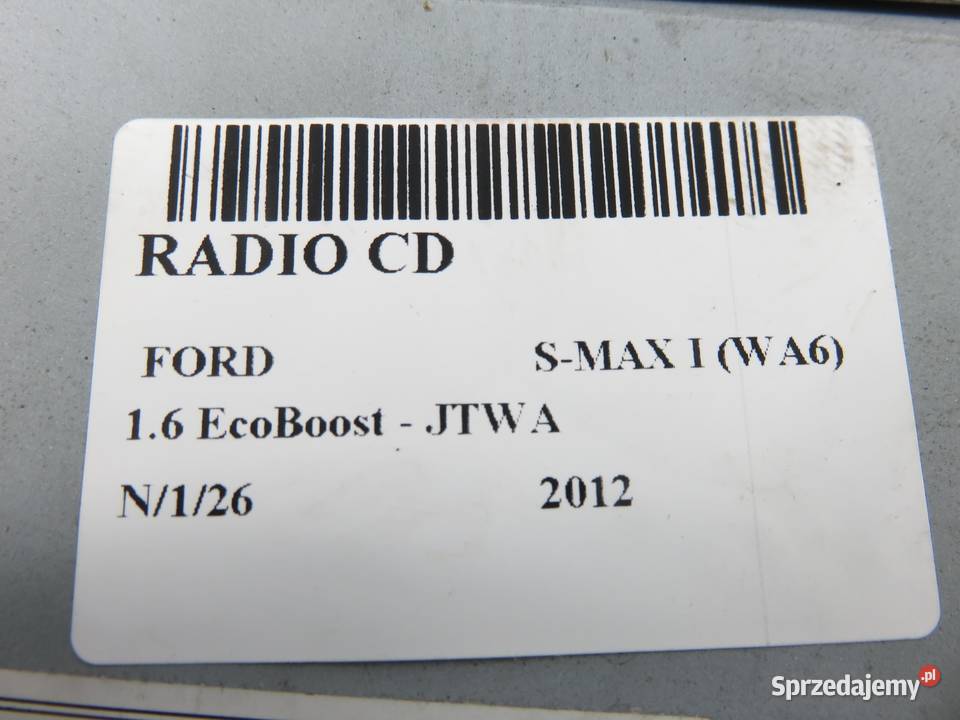 RADIO CD
FORD S-MAX I (WA6)
1.6 EcoBoost - JTWA
N/1/26 2012
Sprzedajemy.pl